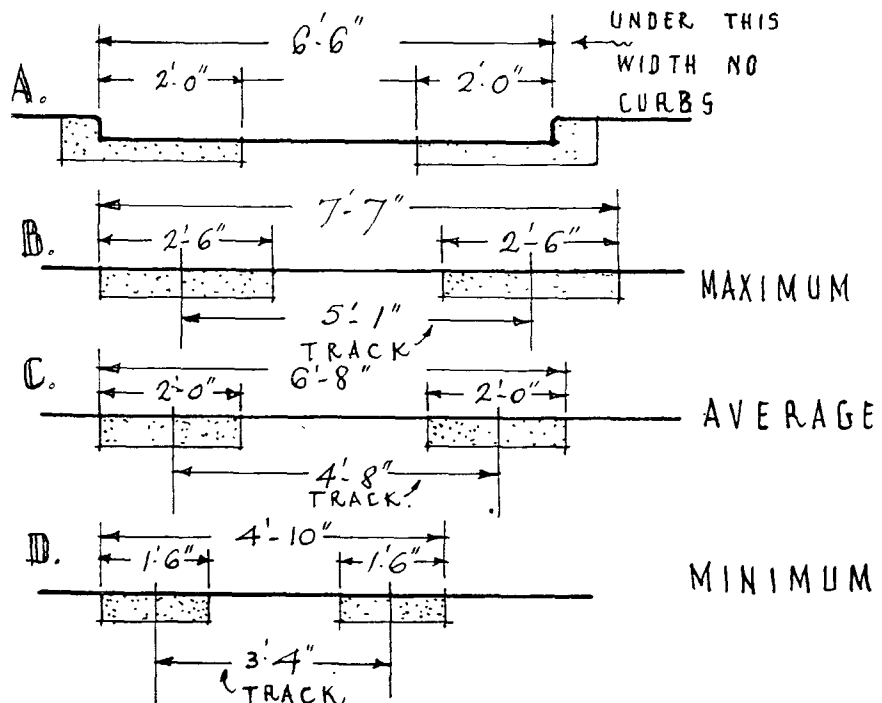 UNDER THIS
WIDTH NO
CURBS
6'-6"
A.
2'0" 2'0"
7'-7"
B.
2'-6" 2'-6"
MAXIMUM
5'-1"
TRACK
C.
6'-8"
2'-0" 2'-0"
AVERAGE
4'-8"
TRACK.
D.
4'-10"
1'6" 1'6"
MINIMUM
3'4"
TRACK